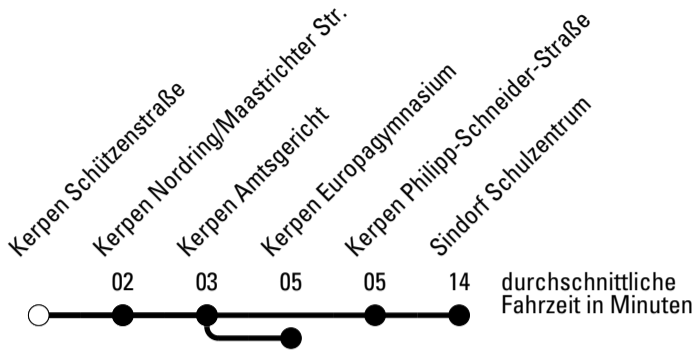 Kerpen Schützenstraße
Kerpen Nordring/Maastrichter Str.
Kerpen Amtsgericht
Kerpen Europagymnasium
Kerpen Philipp-Schneider-Straße
Sindorf Schulzentrum
02 03 05 05 14
durchschnittliche
Fahrzeit in Minuten